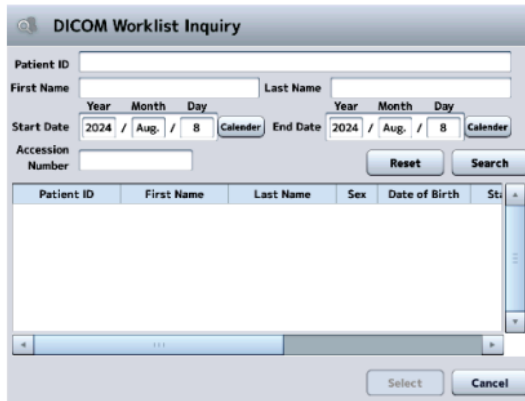 DICOM Worklist Inquiry
Patient ID
First Name Last Name
Year Month Day Year Month Day
Start Date 2024 / Aug. / 8 Calender End Date 2024 / Aug. / 8 Calender
Accession Number
Reset Search
Patient ID First Name Last Name Sex Date of Birth Sta
Select Cancel